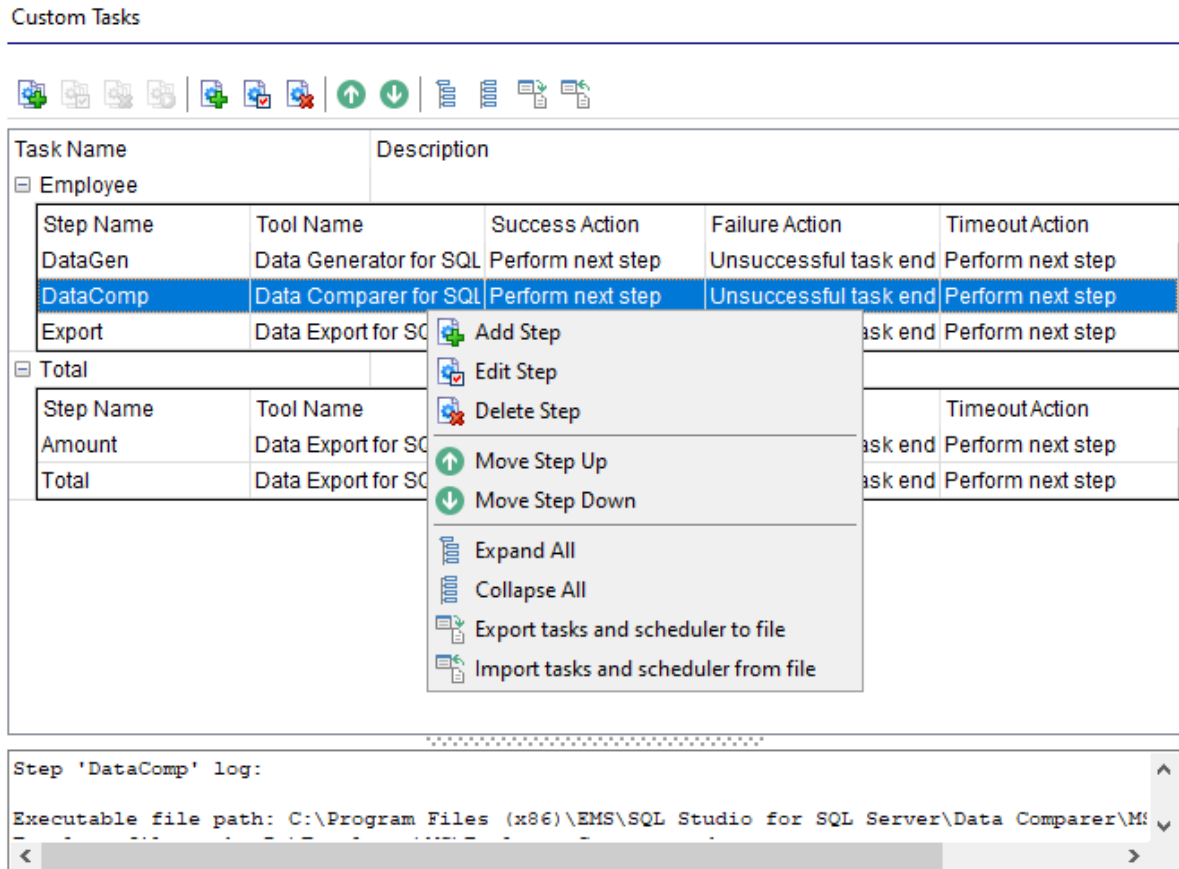 Custom Tasks
Task Name Description
Employee
Step Name Tool Name Success Action Failure Action Timeout Action
DataGen Data Generator for SQL Perform next step Unsuccessful task end Perform next step
DataComp Data Comparer for SQL Perform next step Unsuccessful task end Perform next step
Export Data Export for SQ ask end Perform next step
Total
Step Name Tool Name Timeout Action
Amount Data Export for SQ ask end Perform next step
Total Data Export for SQ ask end Perform next step
Add Step
Edit Step
Delete Step
Move Step Up
Move Step Down
Expand All
Collapse All
Export tasks and scheduler to file
Import tasks and scheduler from file
Step 'DataComp' log:
Executable file path: C:\Program Files (x86)\EMS\SQL Studio for SQL Server\Data Comparer\MS